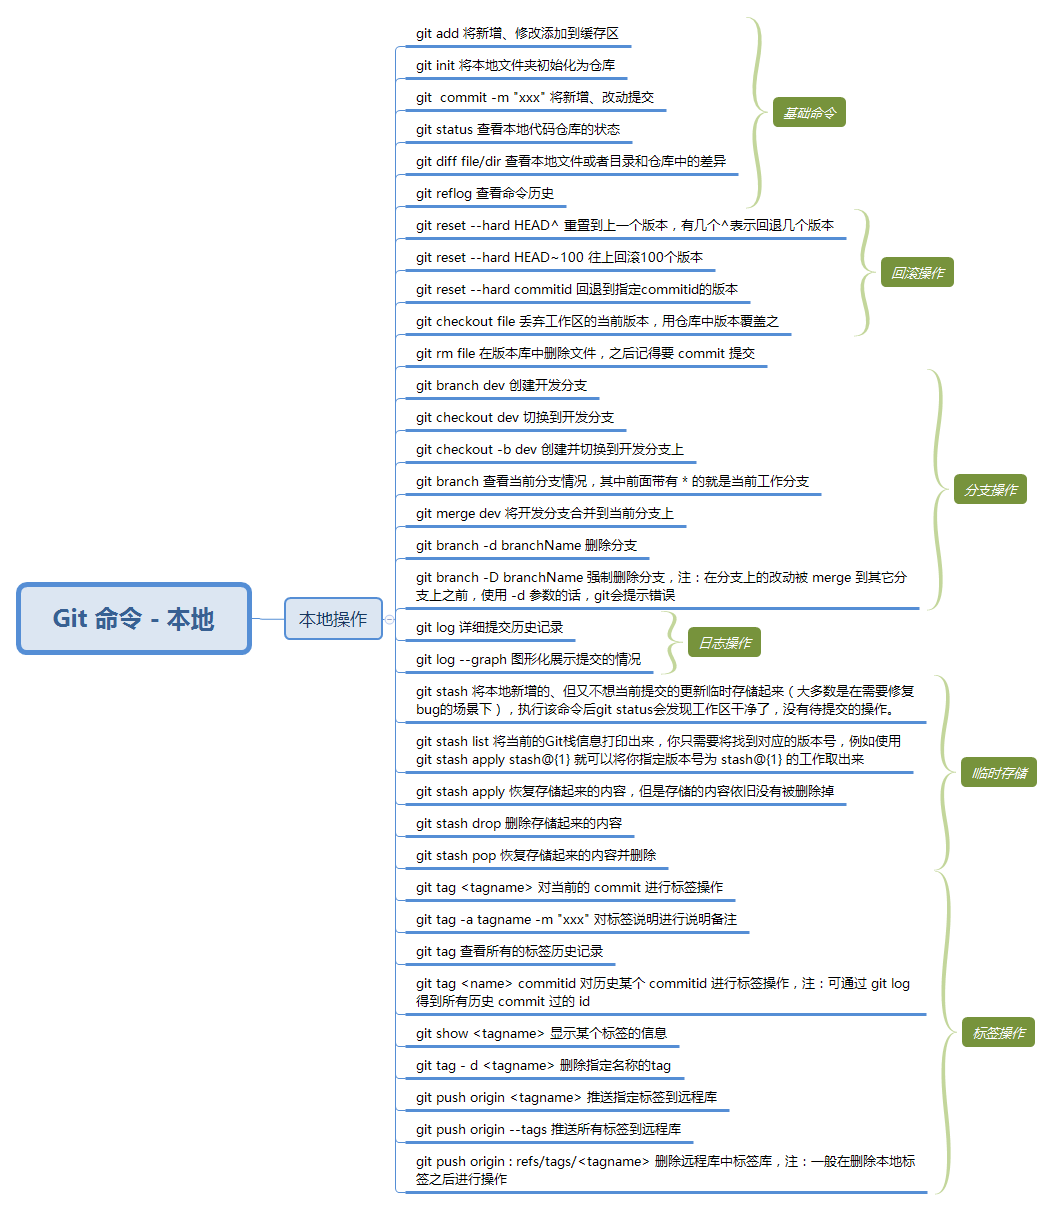 git add 将新增、修改添加到缓存区
git init 将本地文件夹初始化为仓库
git  commit -m "xxx" 将新增、改动提交
git status 查看本地代码仓库的状态
git diff file/dir 查看本地文件或者目录和仓库中的差异
git reflog 查看命令历史
基础命令
git reset --hard HEAD^ 重置到上一个版本，有几个^表示回退几个版本
git reset --hard HEAD~100 往上回滚100个版本
git reset --hard commitid 回退到指定commitid的版本
git checkout file 丢弃工作区的当前版本，用仓库中版本覆盖之
回滚操作
git rm file 在版本库中删除文件，之后记得要 commit 提交
git branch dev 创建开发分支
git checkout dev 切换到开发分支
git checkout -b dev 创建并切换到开发分支上
git branch 查看当前分支情况，其中前面带有 * 的就是当前工作分支
git merge dev 将开发分支合并到当前分支上
git branch -d branchName 删除分支
git branch -D branchName 强制删除分支，注：在分支上的改动被 merge 到其它分
支上之前，使用 -d 参数的话，git会提示错误
分支操作
Git 命令 - 本地
本地操作
git log 详细提交历史记录
git log --graph 图形化展示提交的情况
日志操作
git stash 将本地新增的、但又不想当前提交的更新临时存储起来（大多数是在需要修复
bug的场景下），执行该命令后git status会发现工作区干净了，没有待提交的操作。
git stash list 将当前的Git栈信息打印出来，你只需要将找到对应的版本号，例如使用
git stash apply stash@{1} 就可以将你指定版本号为 stash@{1} 的工作取出来
git stash apply 恢复存储起来的内容，但是存储的内容依旧没有被删除掉
git stash drop 删除存储起来的内容
git stash pop 恢复存储起来的内容并删除
临时存储
git tag <tagname> 对当前的 commit 进行标签操作
git tag -a tagname -m "xxx" 对标签说明进行说明备注
git tag 查看所有的标签历史记录
git tag <name> commitid 对历史某个 commitid 进行标签操作，注：可通过 git log
得到所有历史 commit 过的 id
git show <tagname> 显示某个标签的信息
git tag - d <tagname> 删除指定名称的tag
git push origin <tagname> 推送指定标签到远程库
git push origin --tags 推送所有标签到远程库
git push origin : refs/tags/<tagname> 删除远程库中标签库，注：一般在删除本地标
签之后进行操作
标签操作